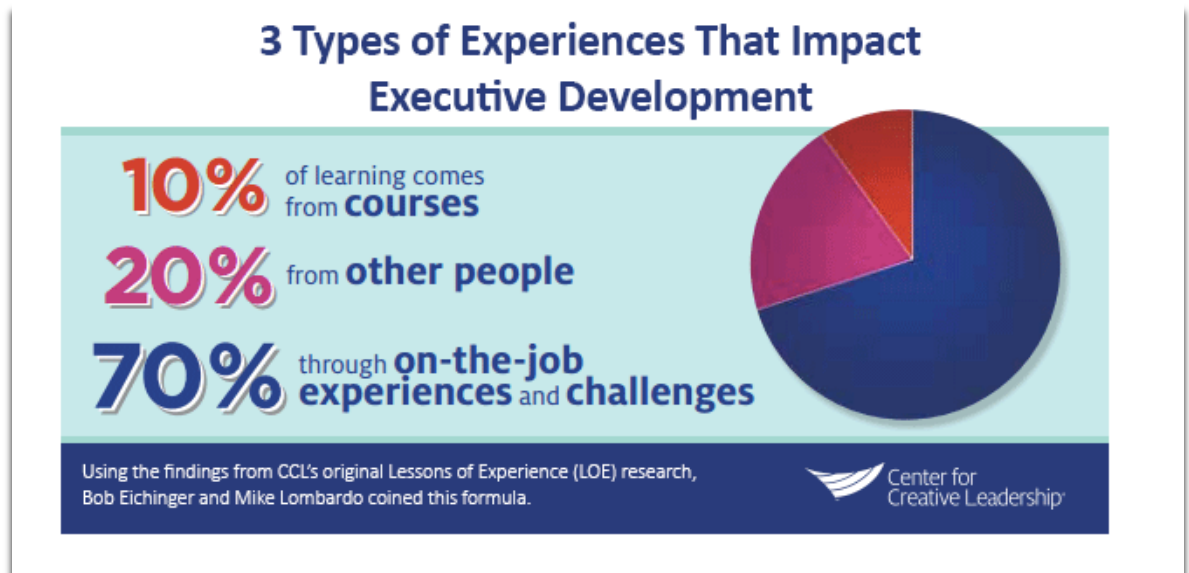 3 Types of Experiences That Impact
Executive Development
10% of learning comes
from courses
20% from other people
70% through on-the-job
experiences and challenges
Using the findings from CCL's original Lessons of Experience (LOE) research,
Bob Eichinger and Mike Lombardo coined this formula.
Center for
Creative Leadership